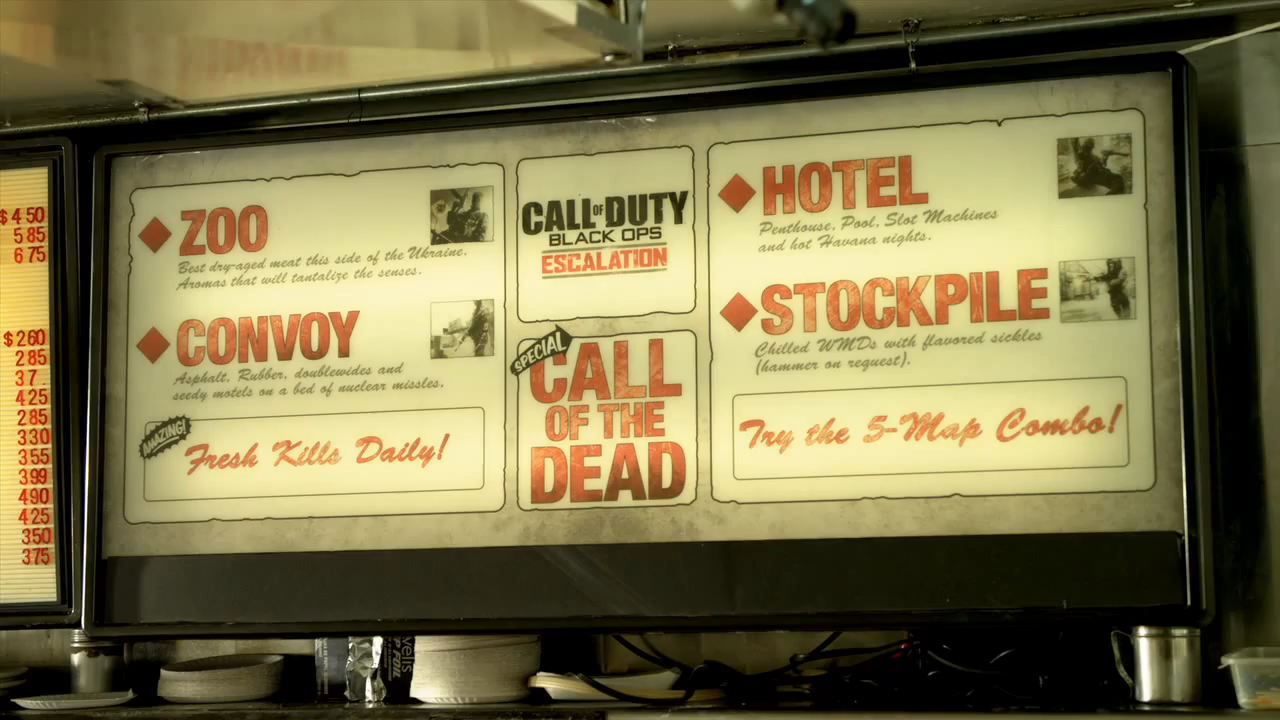 $4 50
5 85
6 75
$2 60
2 85
3 7
4 25
2 85
3 30
3 55
3 99
4 90
4 25
3 50
3 75
ZOO
Best dry-aged meat this side of the Ukraine.
Aromas that will tantalize the senses.
CONVOY
Asphalt, Rubber, doublewides and
seedy motels on a bed of nuclear missles.
AMAZING!
Fresh Kills Daily!
CALL OF DUTY
BLACK OPS
ESCALATION
SPECIAL
CALL
OF THE
DEAD
HOTEL
Penthouse, Pool, Slot Machines
and hot Havana nights.
STOCKPILE
Chilled WMDs with flavored sickles
(hammer on request).
Try the 5-Map Combo!
FOIL